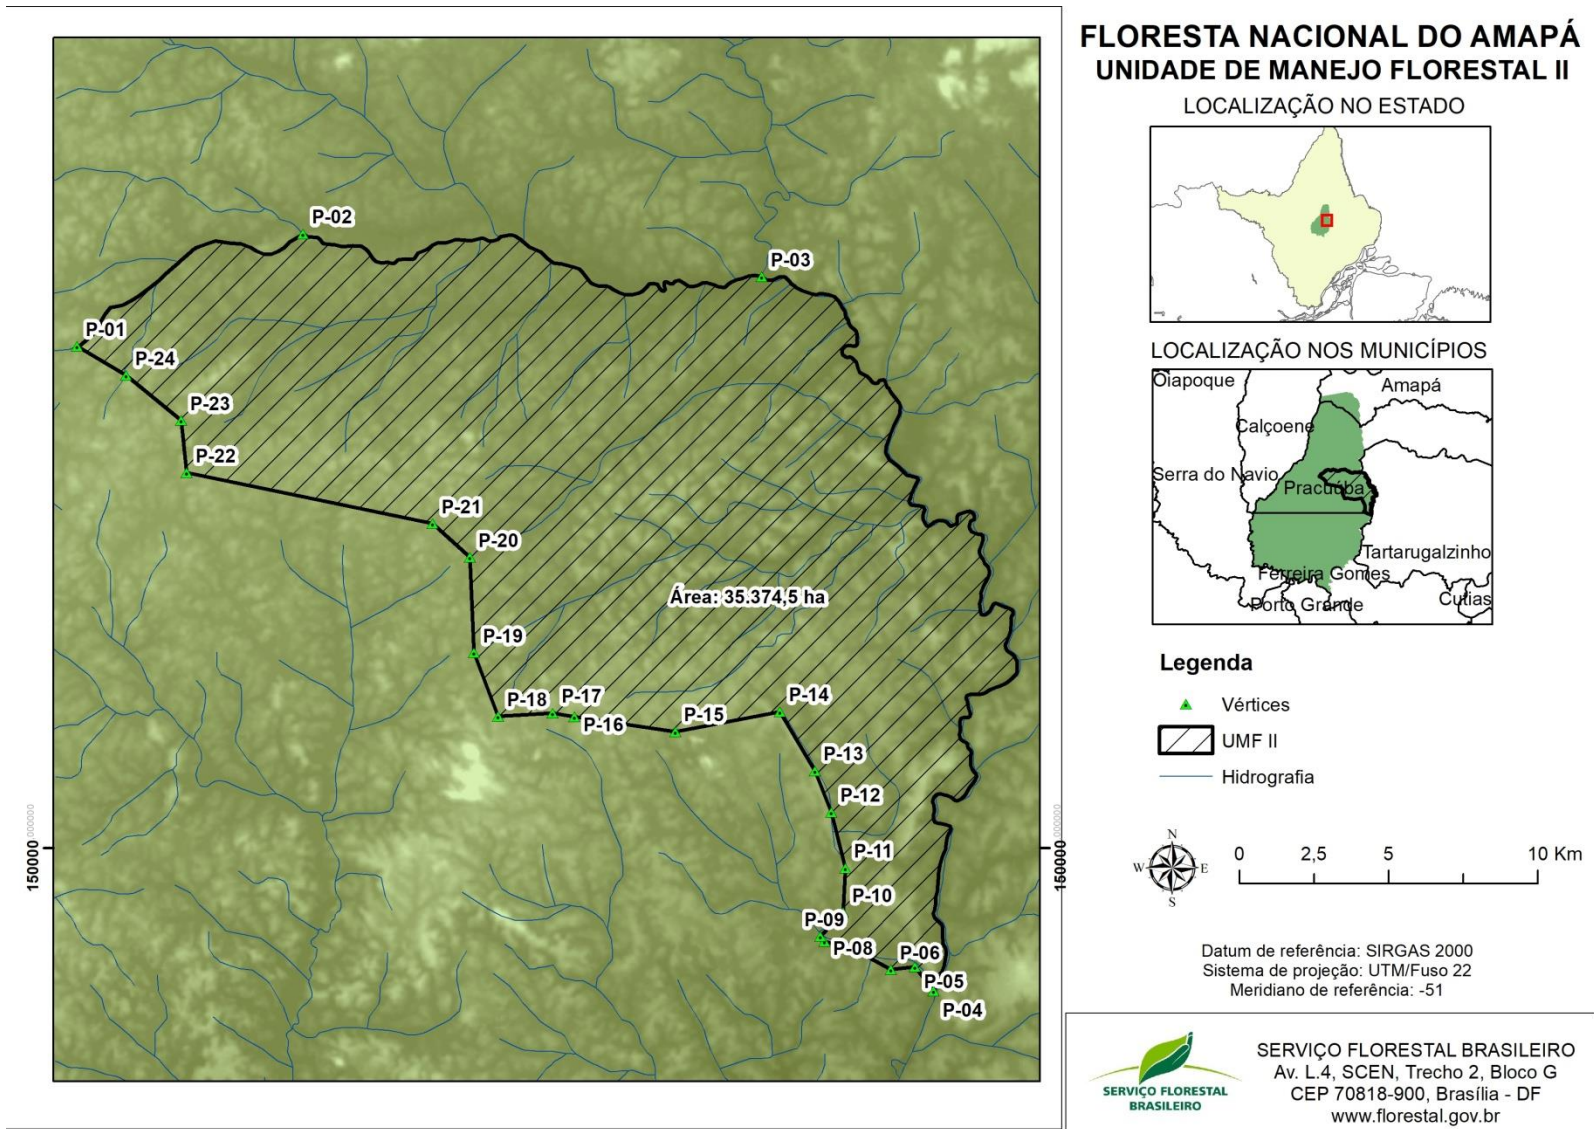 FLORESTA NACIONAL DO AMAPÁ
UNIDADE DE MANEJO FLORESTAL II
LOCALIZAÇÃO NO ESTADO
LOCALIZAÇÃO NOS MUNICÍPIOS
Oiapoque
Amapá
Calçoene
Serra do Navio
Pracuúba
Tartarugalzinho
Ferreira Gomes
Porto Grande
Cutias
Legenda
Vértices
UMF II
Hidrografia
N
W
E
S
0
2,5
5
10 Km
Datum de referência: SIRGAS 2000
Sistema de projeção: UTM/Fuso 22
Meridiano de referência: -51
SERVIÇO FLORESTAL
BRASILEIRO
SERVIÇO FLORESTAL BRASILEIRO
Av. L.4, SCEN, Trecho 2, Bloco G
CEP 70818-900, Brasília - DF
www.florestal.gov.br
P-02
P-03
P-01
P-24
P-23
P-22
P-21
P-20
Área: 35.374,5 ha
P-19
P-18
P-17
P-16
P-15
P-14
P-13
P-12
P-11
P-10
P-09
P-08
P-06
P-05
P-04
150000,000000
150000,000000